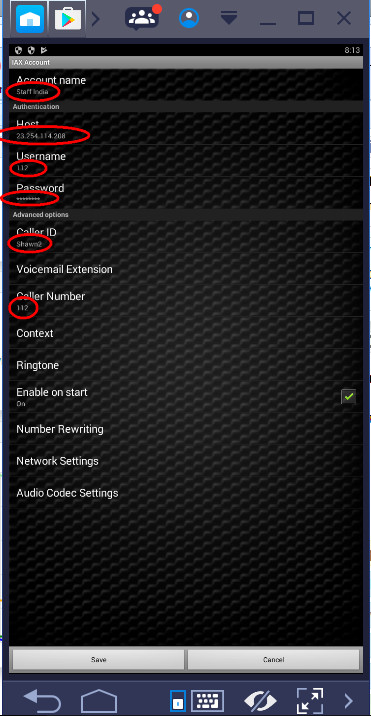 8:13
IAX Account
Account name
Staff India
Authentication
Host
23.254.114.208
Username
112
Password
********
Advanced options
Caller ID
Shawn2
Voicemail Extension
Caller Number
112
Context
Ringtone
Enable on start
On
Number Rewriting
Network Settings
Audio Codec Settings
Save
Cancel